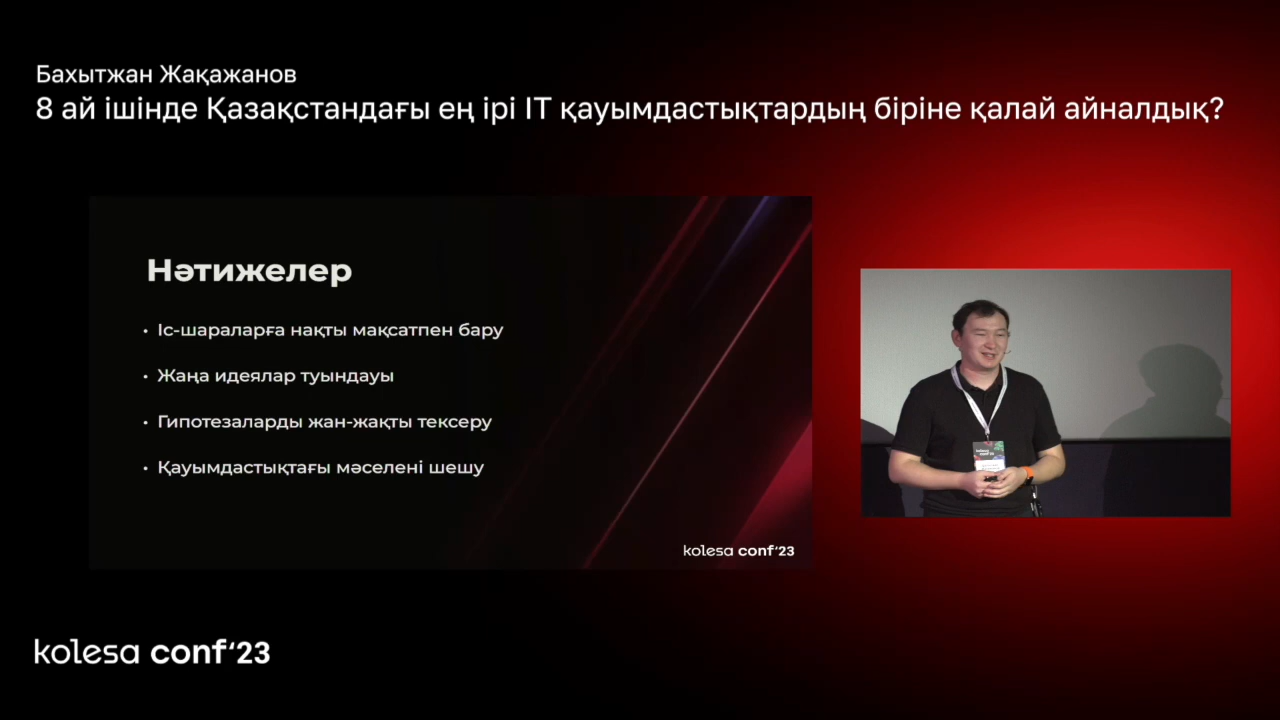 Бахытжан Жақажанов
8 ай ішінде Қазақстандағы ең ірі IT қауымдастықтардың біріне қалай айналдық?
Нәтижелер
• Іс-шараларға нақты мақсатпен бару
• Жаңа идеялар туындауы
• Гипотезаларды жан-жақты тексеру
• Қауымдастықтағы мәселені шешу
kolesa conf'23
kolesa conf'23